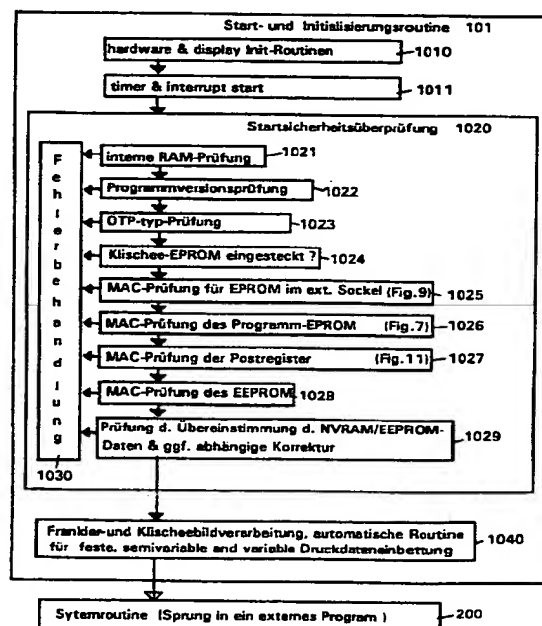 Start- und Initialisierungsroutine 101
hardware & display Init-Routinen
1010
timer & interrupt start
1011
Startsicherheitsüberprüfung 1020
Fehlerbehandlung
1030
interne RAM-Prüfung
1021
Programmversionsprüfung
1022
OTP-typ-Prüfung
1023
Klischee-EPROM eingesteckt ?
1024
MAC-Prüfung für EPROM im ext. Sockel (Fig.9)
1025
MAC-Prüfung des Programm-EPROM (Fig.7)
1026
MAC-Prüfung der Postregister (Fig.11)
1027
MAC-Prüfung des EEPROM
1028
Prüfung d. Übereinstimmung d. NVRAM/EEPROM-
Daten & ggf. abhängige Korrektur
1029
Frankier-und Klischeebildverarbeitung, automatische Routine
für feste, semivariable and variable Druckdateneinbettung
1040
Sytemroutine (Sprung in ein externes Program )
200